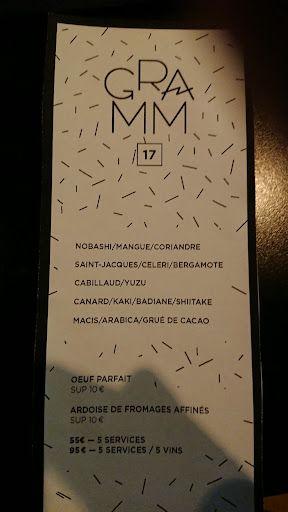 GRA
MM
17
NOBASHI/MANGUE/CORIANDRE
SAINT-JACQUES/CELERI/BERGAMOTE
CABILLAUD/YUZU
CANARD/KAKI/BADIANE/SHIITAKE
MACIS/ARABICA/GRUÉ DE CACAO
OEUF PARFAIT
SUP 10 €
ARDOISE DE FROMAGES AFFINÉS
SUP 10 €
55€ — 5 SERVICES
95€ — 5 SERVICES / 5 VINS